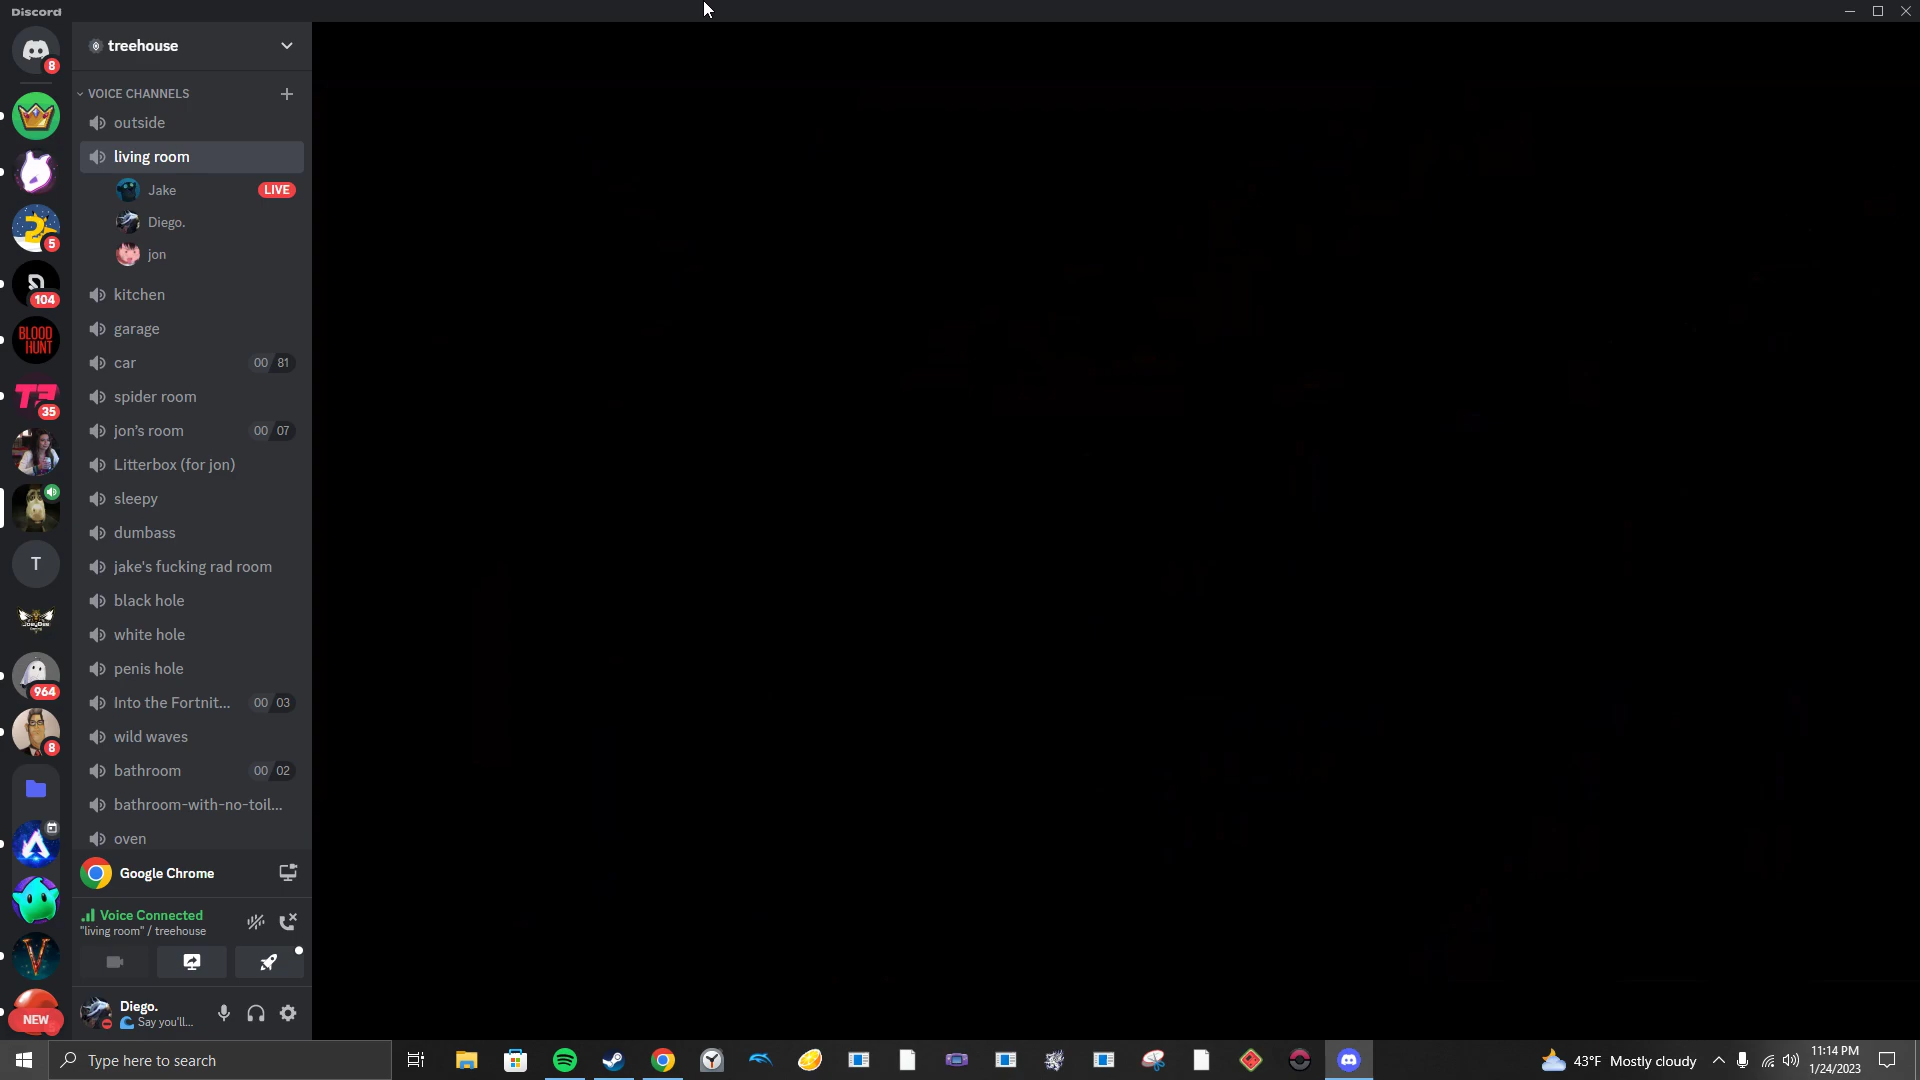 Discord
8
treehouse
VOICE CHANNELS
outside
living room
Jake
LIVE
Diego.
jon
5
kitchen
104
garage
BLOOD
HUNT
car
00 81
spider room
35
jon's room
00 07
Litterbox (for jon)
sleepy
dumbass
T
jake's fucking rad room
black hole
white hole
penis hole
964
Into the Fortnit...
00 03
wild waves
8
bathroom
00 02
bathroom-with-no-toil...
oven
Google Chrome
Voice Connected
"living room" / treehouse
Diego.
Say you'll...
NEW
Type here to search
43°F Mostly cloudy
11:14 PM
1/24/2023